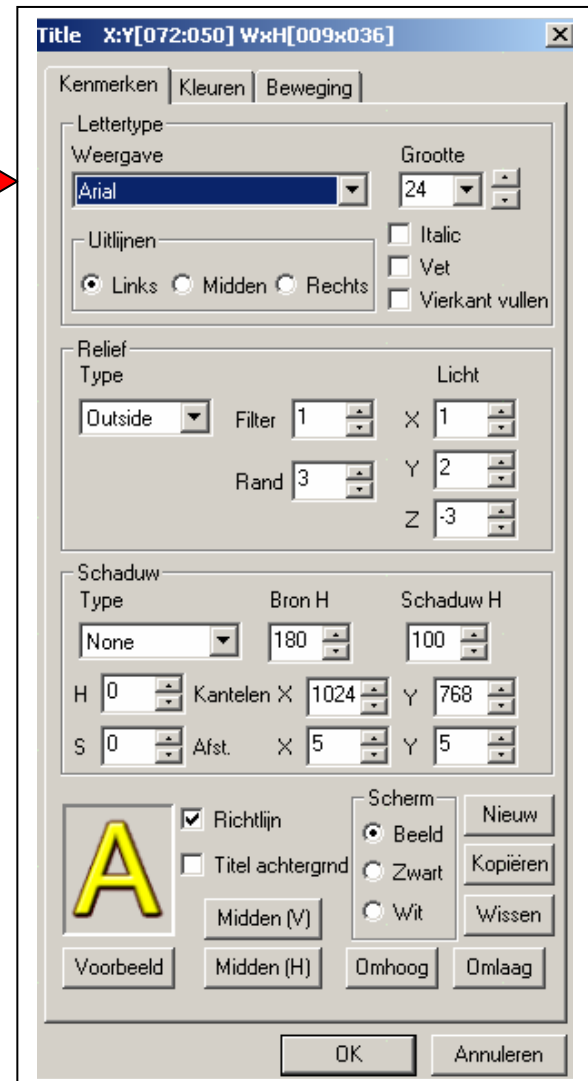 Title X:Y[072:050] WxH[009x036]
Kenmerken Kleuren Beweging
Lettertype
Weergave Grootte
Arial 24
Uitlijnen
Links Midden Rechts
Italic
Vet
Vierkant vullen
Relief
Type Licht
Outside Filter 1 X 1
Rand 3 Y 2
Z -3
Schaduw
Type Bron H Schaduw H
None 180 100
H 0 Kantelen X 1024 Y 768
S 0 Afst. X 5 Y 5
A
Richtlijn
Titel achtergrnd
Midden (V)
Scherm
Beeld
Zwart
Wit
Nieuw
Kopiëren
Wissen
Voorbeeld Midden (H) Omhoog Omlaag
OK Annuleren